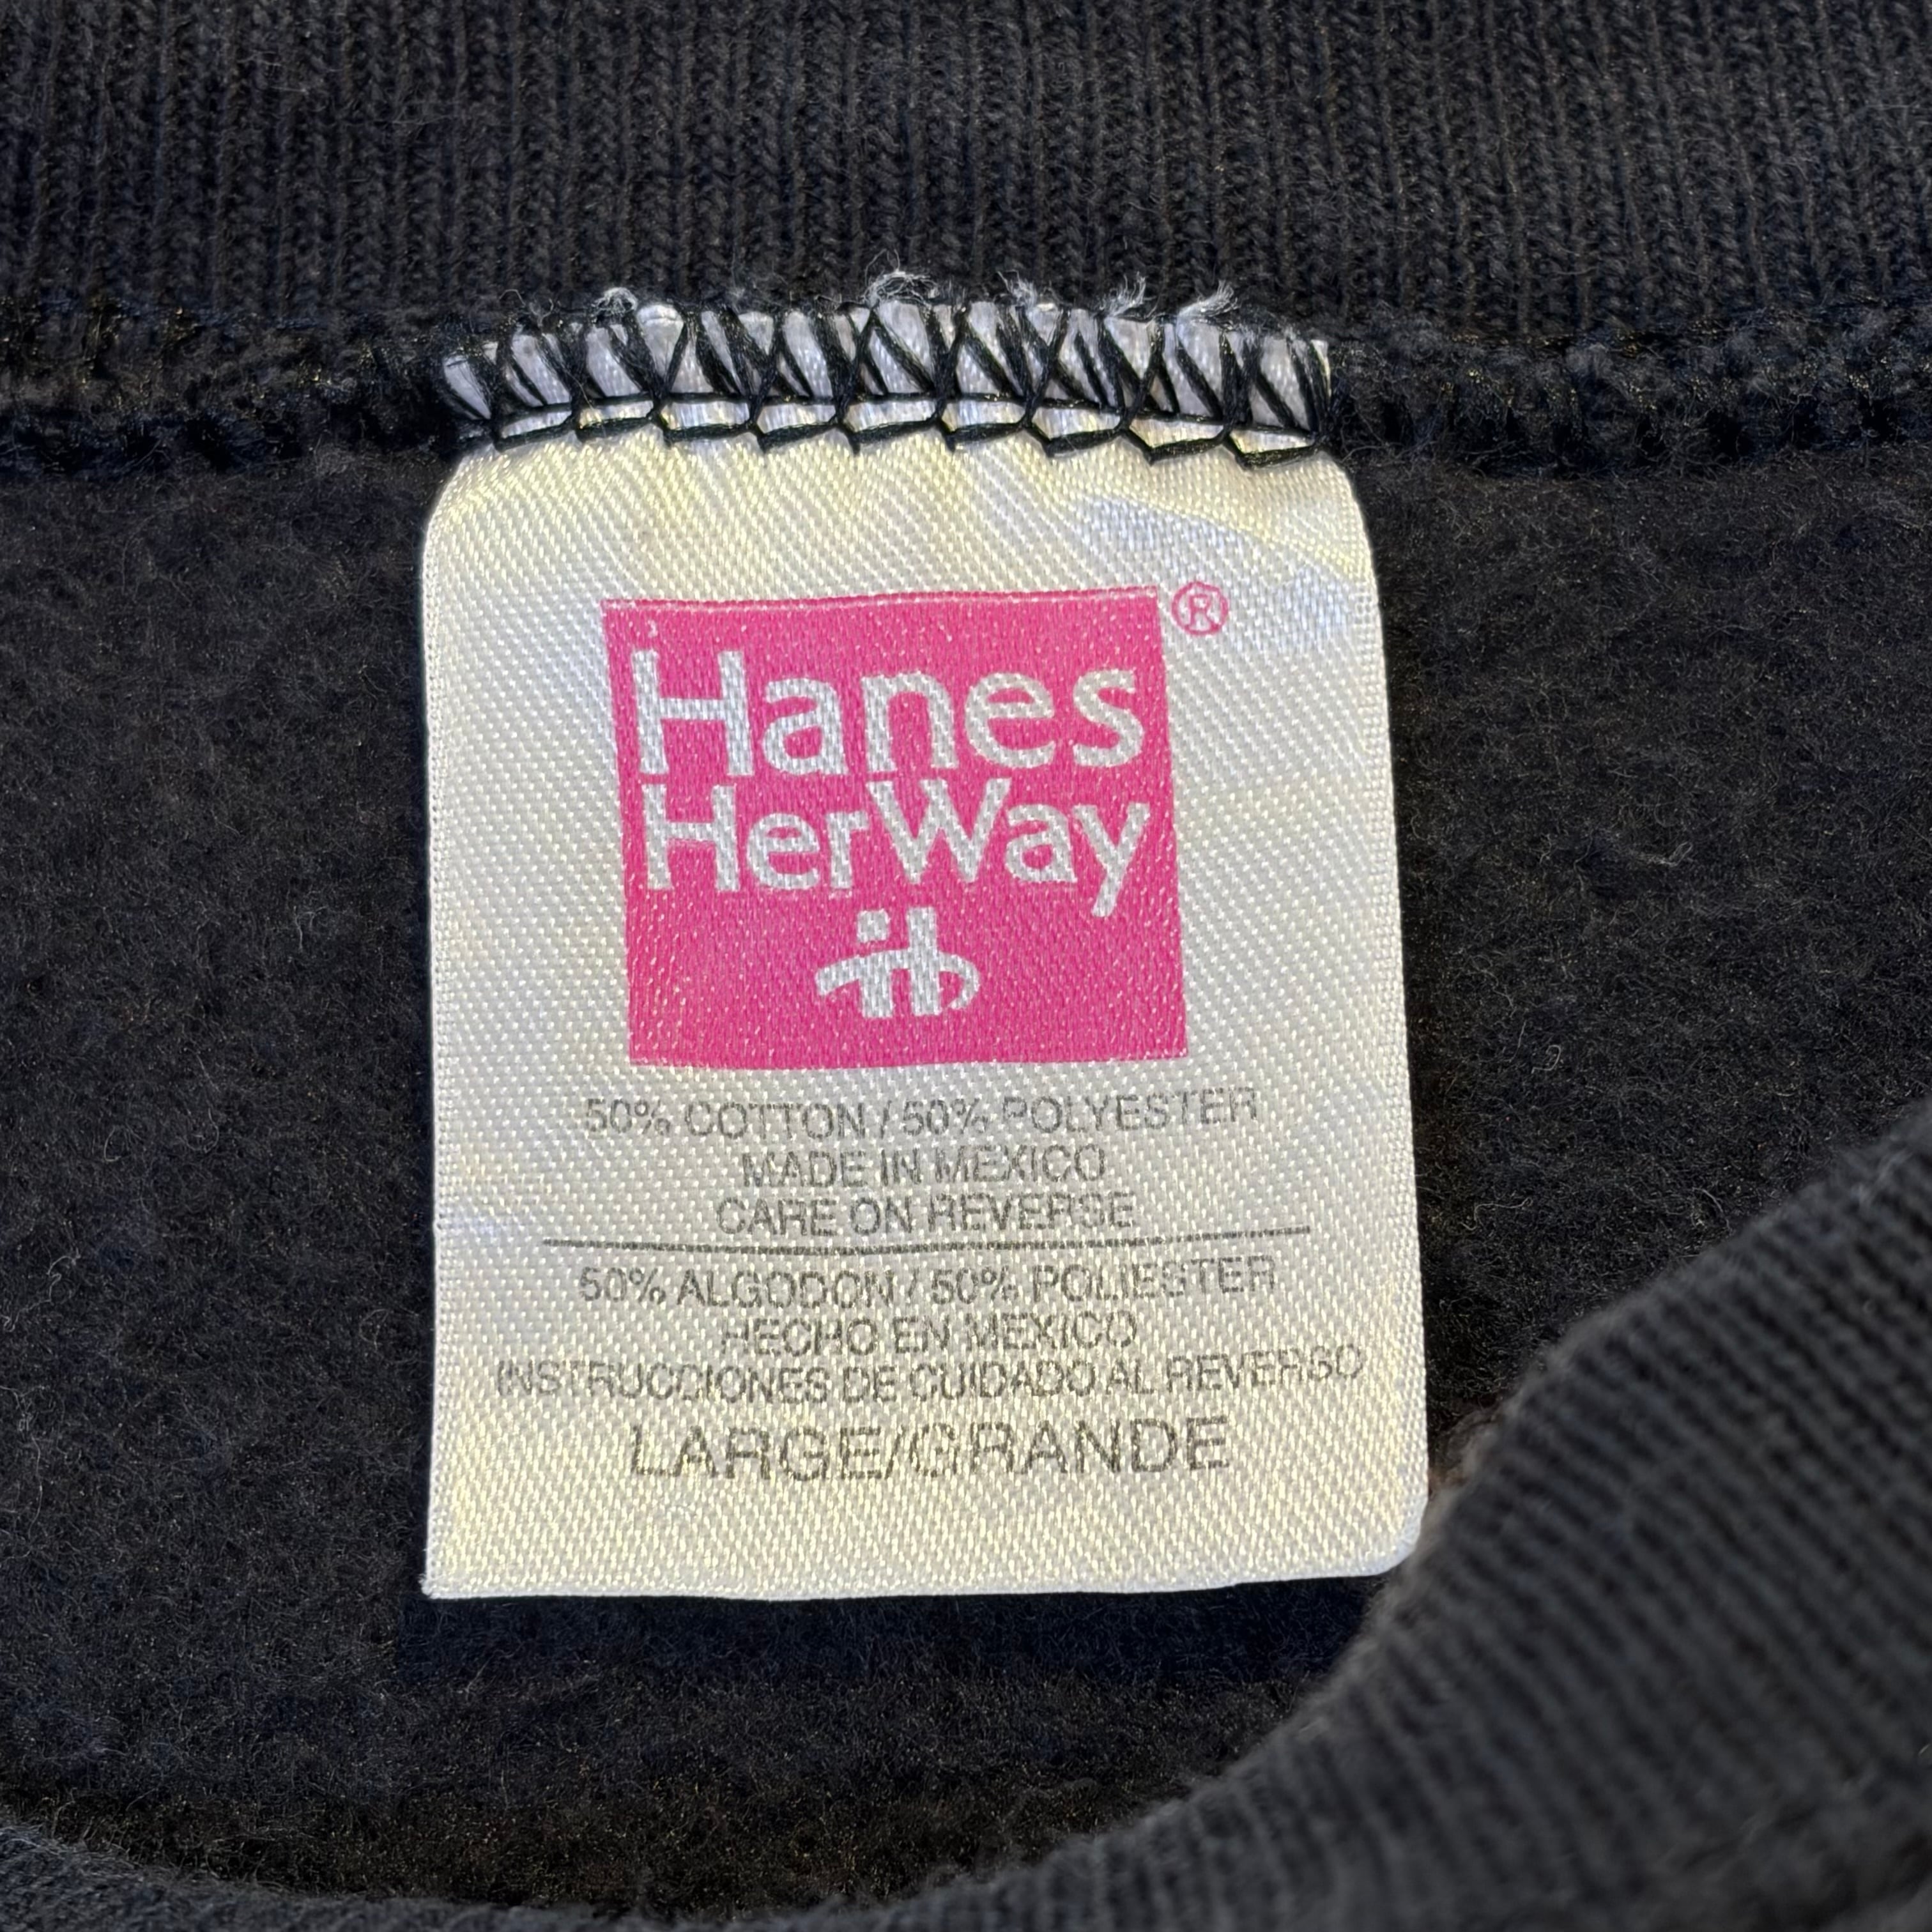 Hanes®
HerWay
50% COTTON / 50% POLYESTER
MADE IN MEXICO
CARE ON REVERSE
50% ALGODON / 50% POLIESTER
HECHO EN MEXICO
INSTRUCCIONES DE CUIDADO AL REVERSO
LARGE/GRANDE